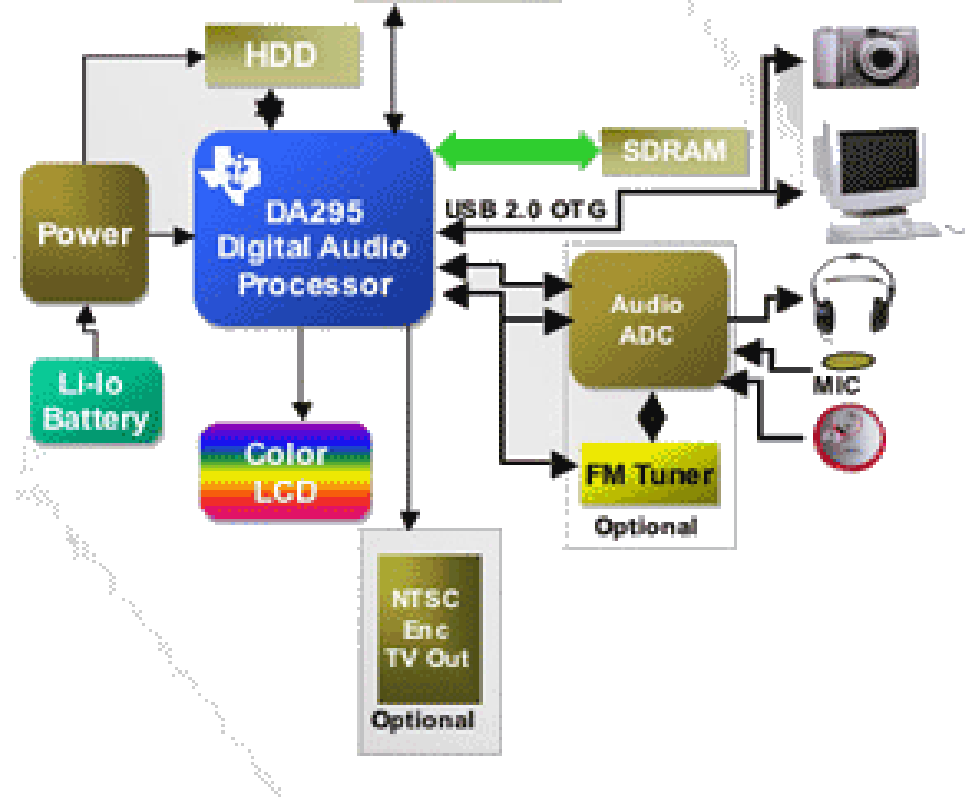 HDD
SDRAM
DA295
Digital Audio
Processor
USB 2.0 OTG
Power
Audio
ADC
Li-Io
Battery
MIC
Color
LCD
FM Tuner
Optional
NTSC
Enc
TV Out
Optional